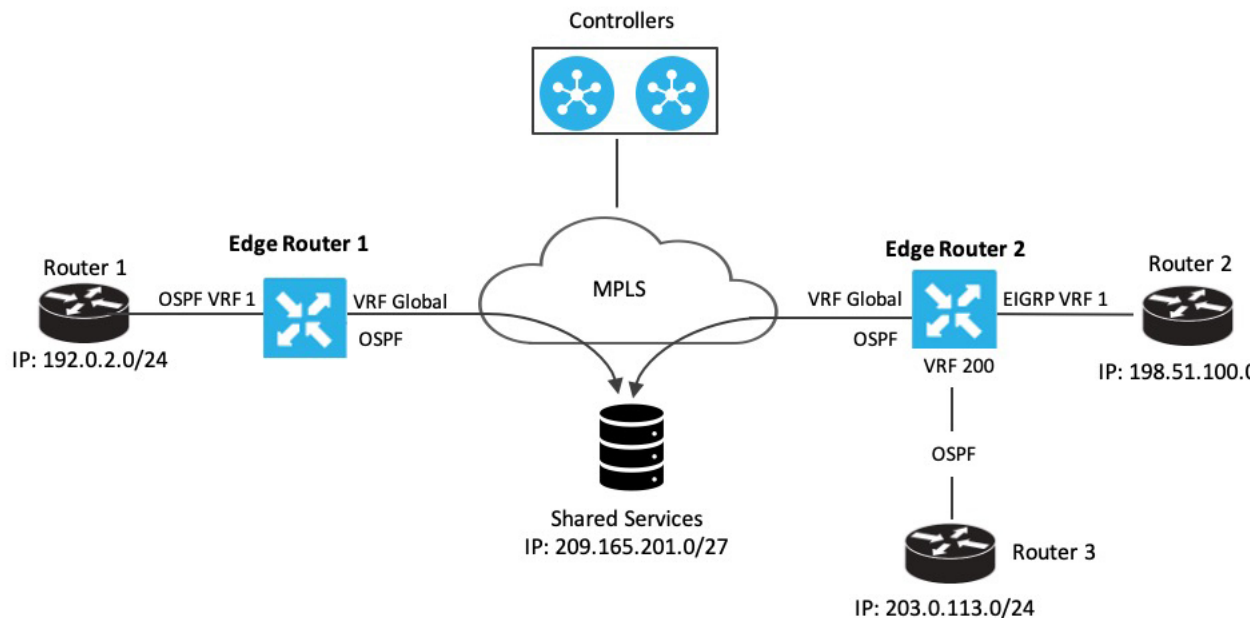 Controllers
Edge Router 1
Edge Router 2
Router 1
Router 2
OSPF VRF 1
VRF Global
MPLS
VRF Global
EIGRP VRF 1
OSPF
OSPF
IP: 192.0.2.0/24
VRF 200
IP: 198.51.100.0
OSPF
Shared Services
IP: 209.165.201.0/27
Router 3
IP: 203.0.113.0/24